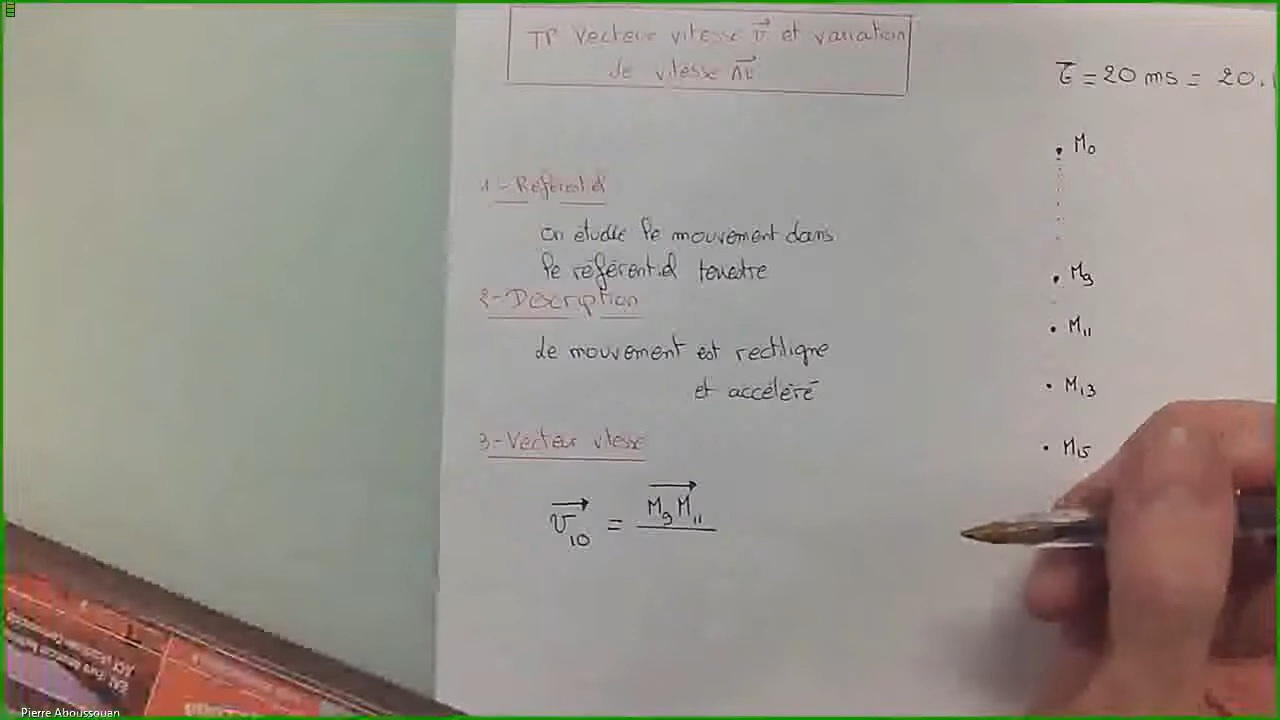 TP Vecteur vitesse v⃗ et variation
de vitesse Δv⃗
τ = 20 ms = 20.
M₀
1 - Référentiel
on étudie le mouvement dans
le référentiel terrestre
M₉
2 - Description
M₁₁
Le mouvement est rectiligne
et accéléré
M₁₃
3 - Vecteur vitesse
M₁₅
v⃗₁₀ = M₉M₁₁
Pierre Aboussouan